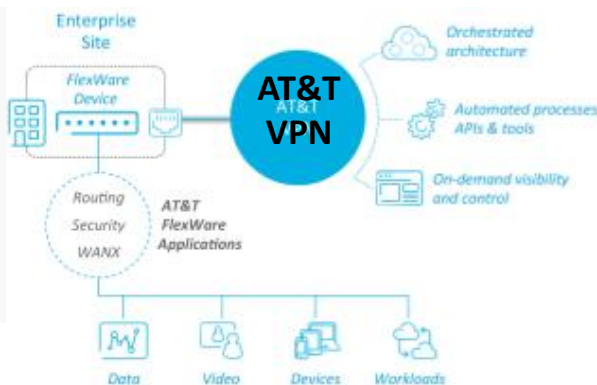 Enterprise
Site
FlexWare
Device
AT&T
VPN
AT&T
Orchestrated
architecture
Automated processes
APIs & tools
On-demand visibility
and control
Routing
Security
WANX
AT&T
FlexWare
Applications
Data
Video
Devices
Workloads